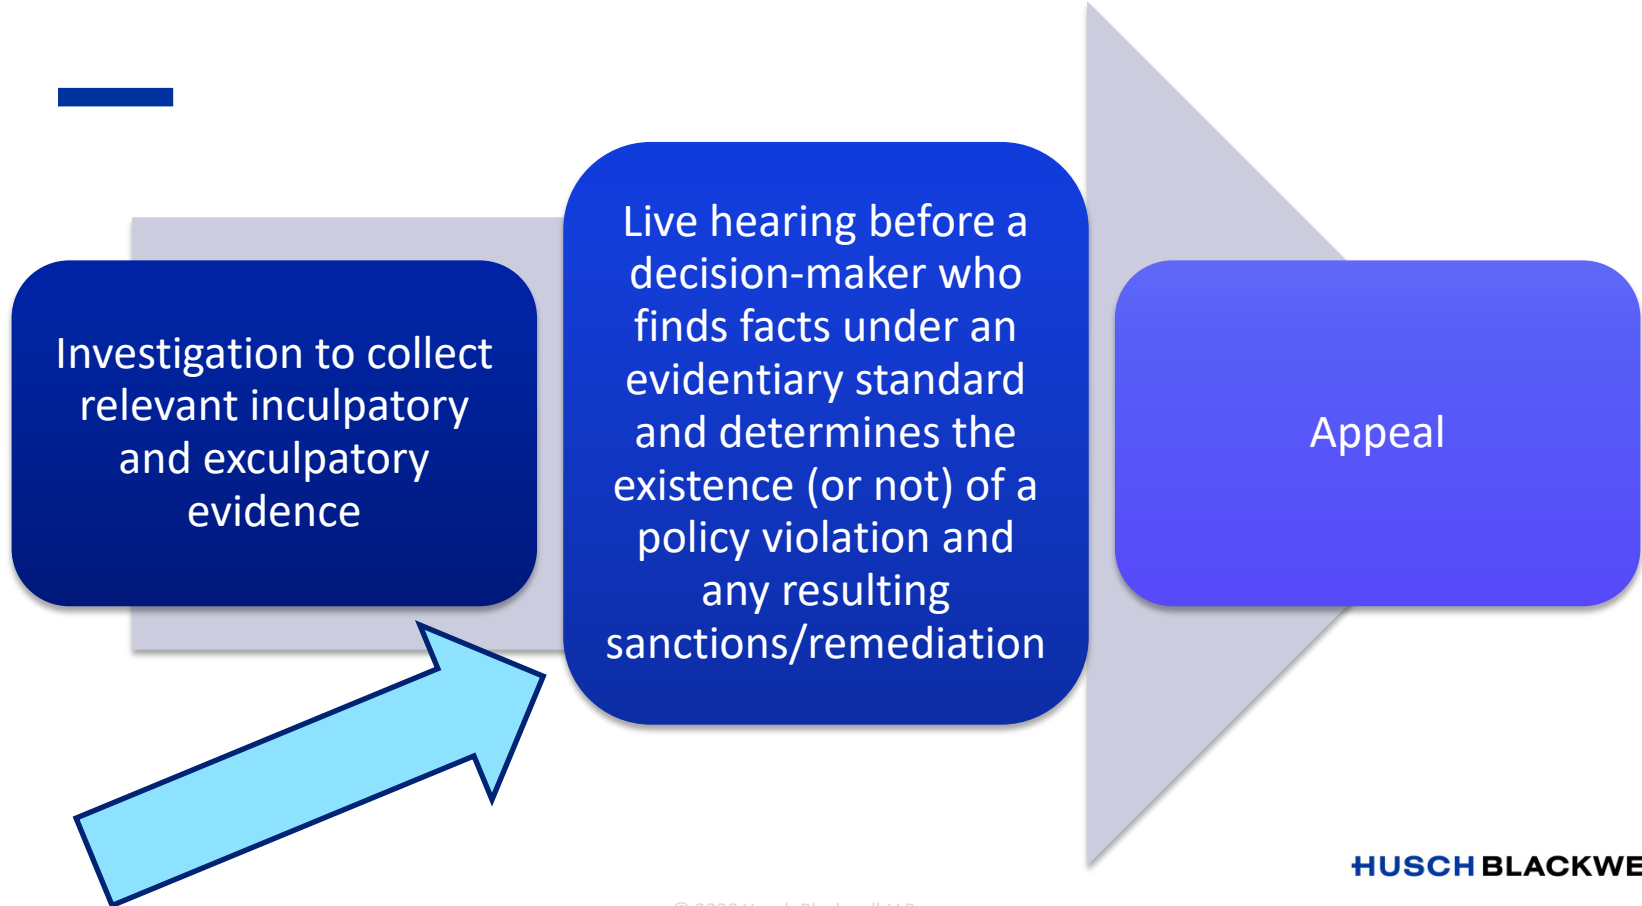 Investigation to collect
relevant inculpatory
and exculpatory
evidence
Live hearing before a
decision-maker who
finds facts under an
evidentiary standard
and determines the
existence (or not) of a
policy violation and
any resulting
sanctions/remediation
Appeal
HUSCH BLACKWE